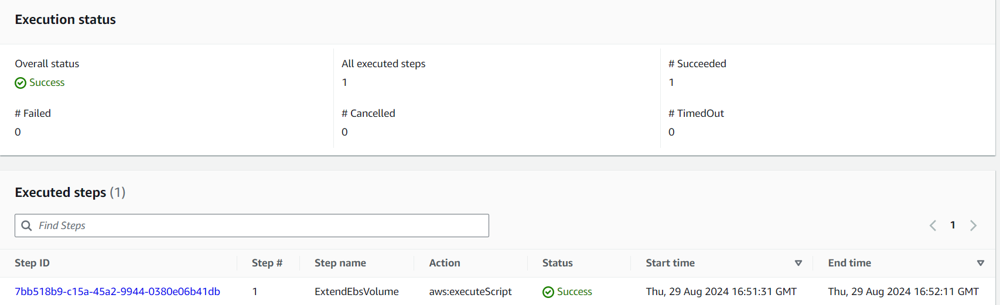 Execution status
Overall status All executed steps # Succeeded
Success 1 1
# Failed # Cancelled # TimedOut
0 0 0
Executed steps (1)
Find Steps 1
Step ID Step # Step name Action Status Start time End time
7bb518b9-c15a-45a2-9944-0380e06b41db 1 ExtendEbsVolume aws:executeScript Success Thu, 29 Aug 2024 16:51:31 GMT Thu, 29 Aug 2024 16:52:11 GMT